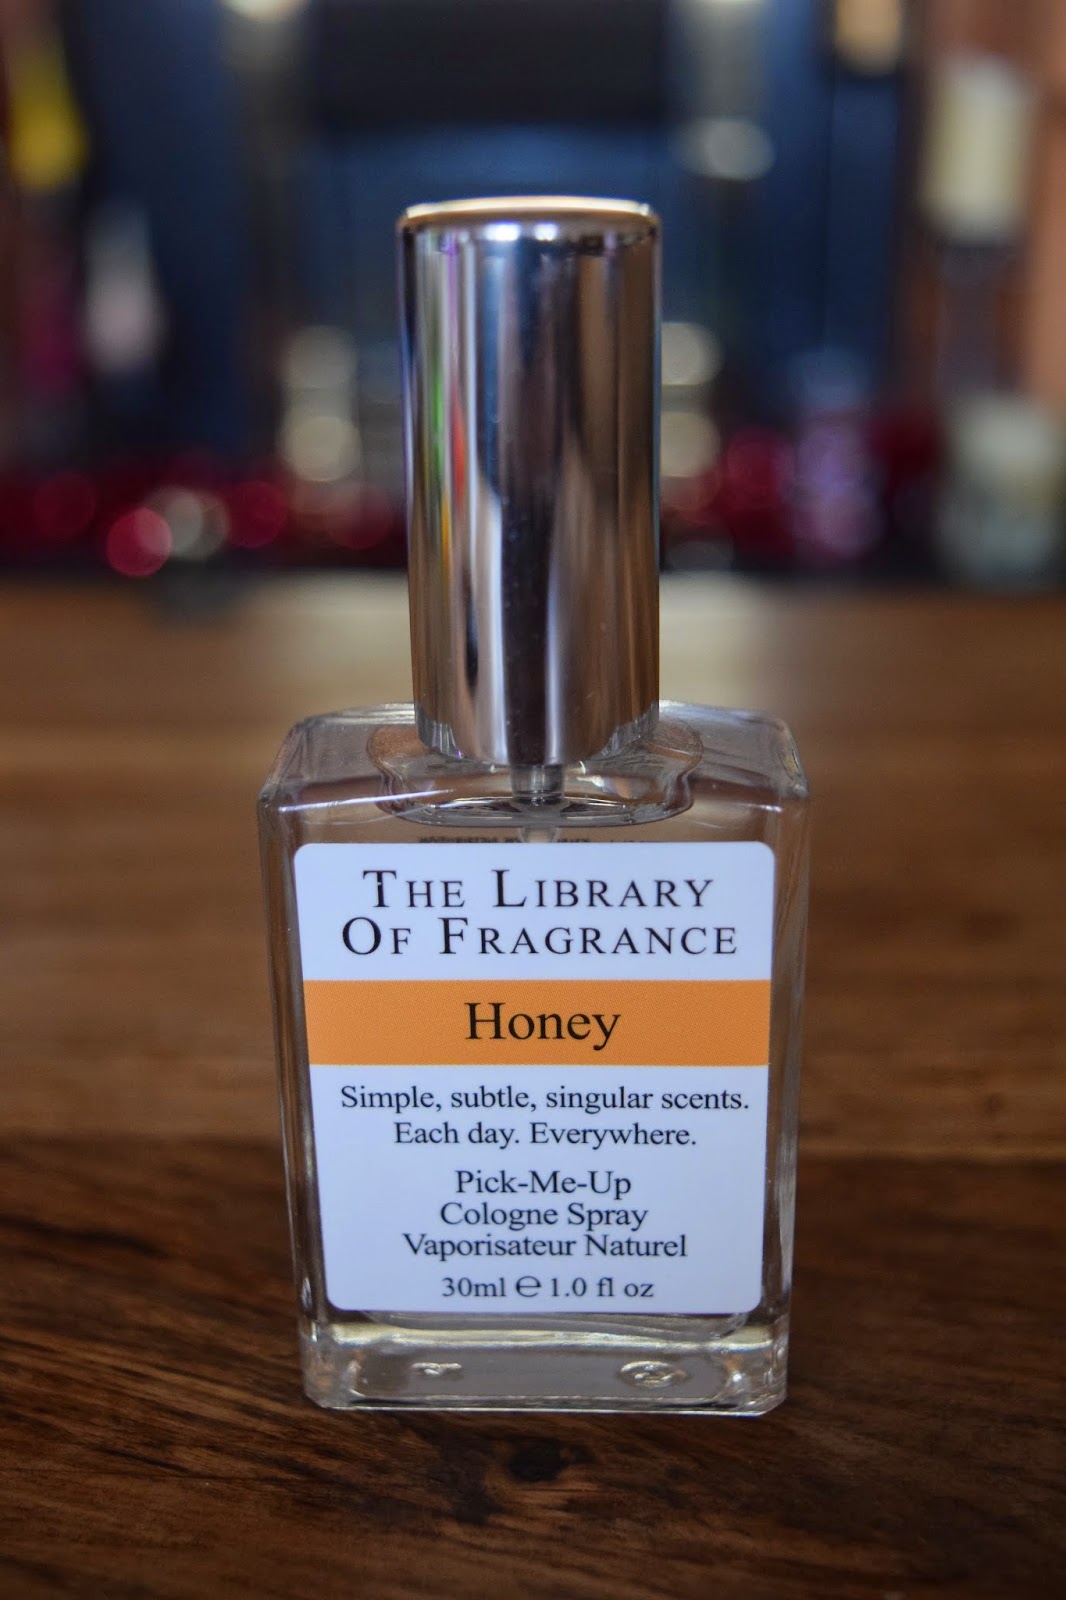 THE LIBRARY
OF FRAGRANCE
Honey
Simple, subtle, singular scents.
Each day. Everywhere.
Pick-Me-Up
Cologne Spray
Vaporisateur Naturel
30ml ℮ 1.0 fl oz